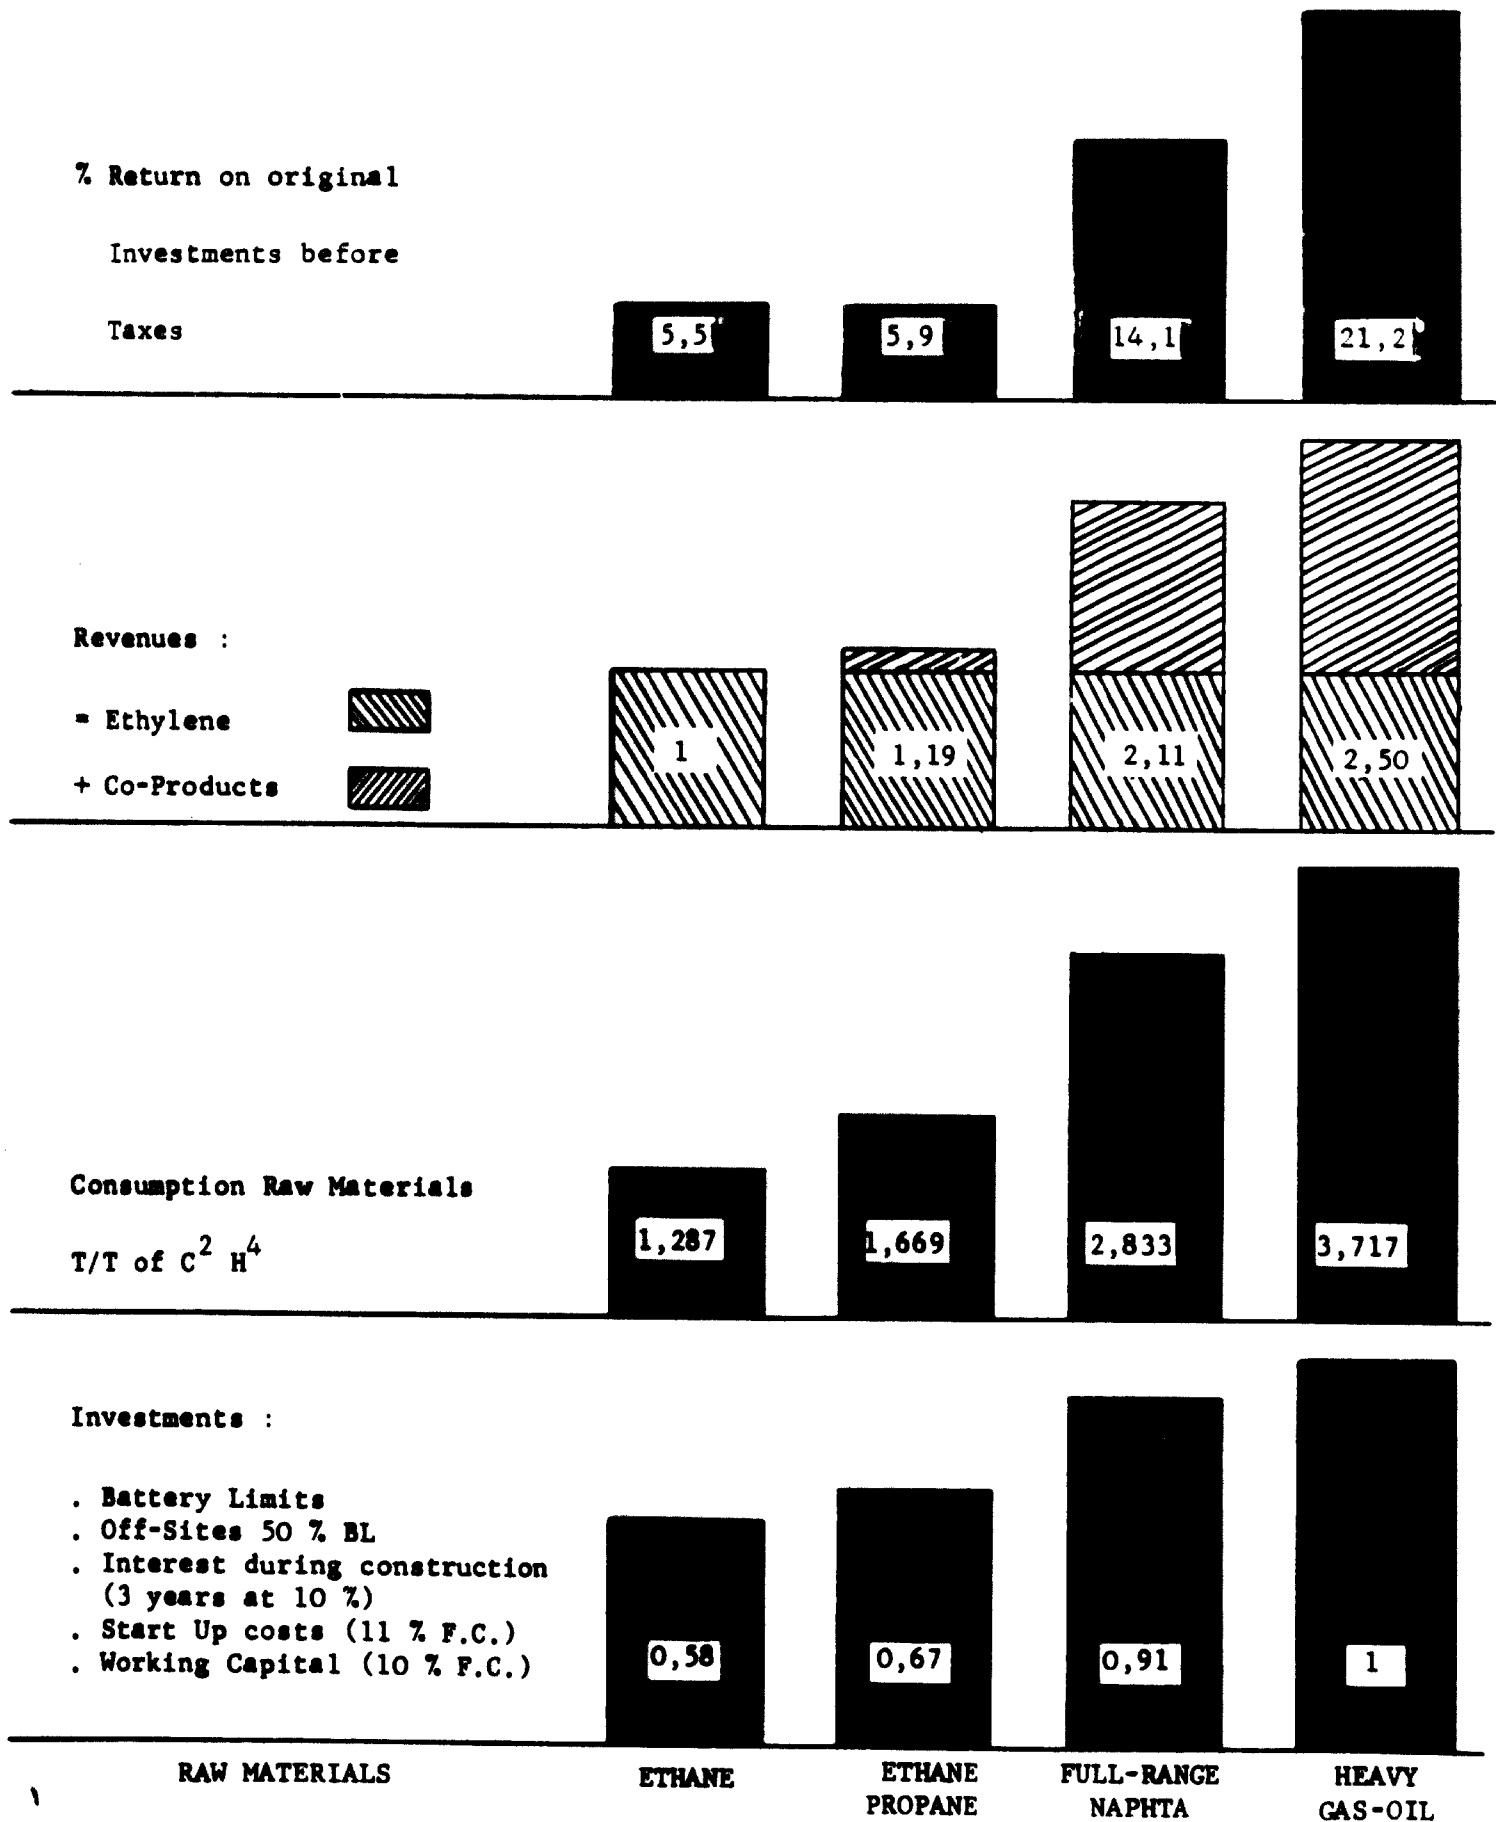 % Return on original
Investments before
Taxes
5,5
5,9
14,1
21,2
Revenues :
= Ethylene
+ Co-Products
1
1,19
2,11
2,50
Consumption Raw Materials
T/T of C² H⁴
1,287
1,669
2,833
3,717
Investments :
. Battery Limits
. Off-Sites 50 % BL
. Interest during construction
(3 years at 10 %)
. Start Up costs (11 % F.C.)
. Working Capital (10 % F.C.)
0,58
0,67
0,91
1
RAW MATERIALS
ETHANE
ETHANE
PROPANE
FULL-RANGE
NAPHTA
HEAVY
GAS-OIL